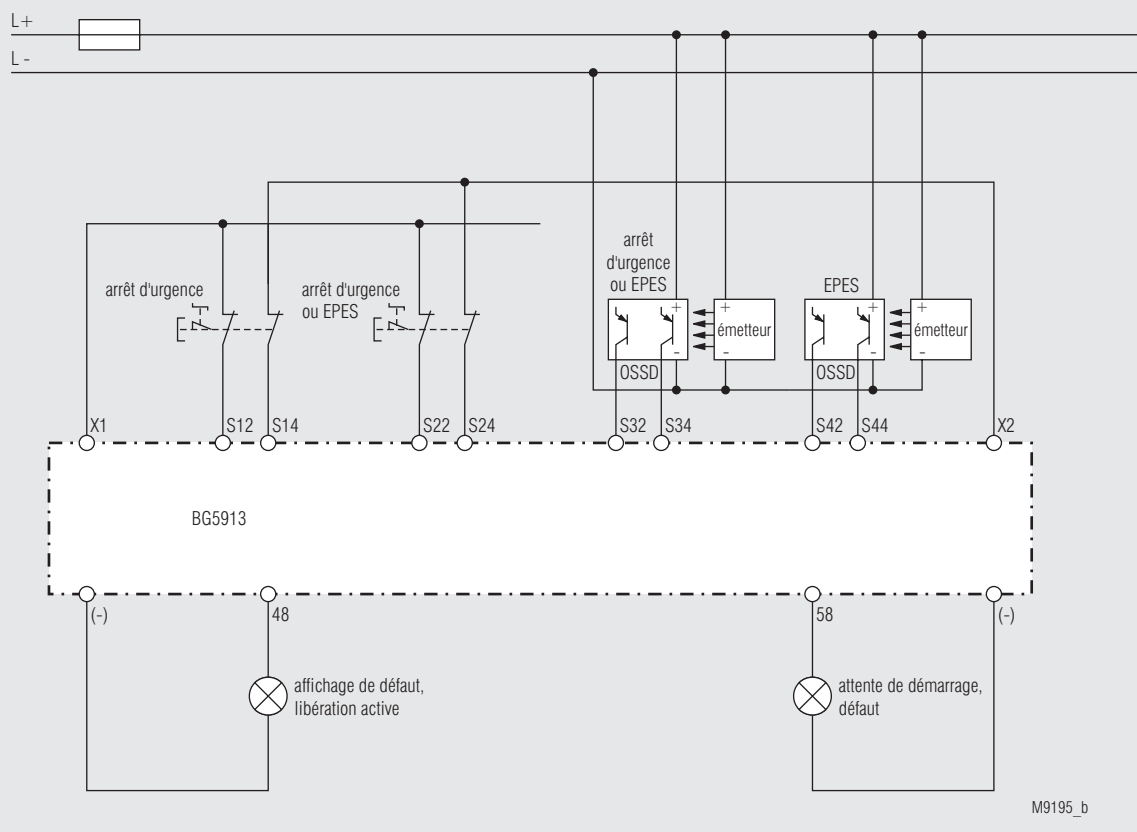 L+
L -
arrêt
d'urgence
ou EPES
EPES
arrêt d'urgence
arrêt d'urgence
ou EPES
+
+
+
+
émetteur
émetteur
-
-
-
-
OSSD
OSSD
X1
S12
S14
S22
S24
S32
S34
S42
S44
X2
BG5913
(-)
48
58
(-)
affichage de défaut,
libération active
attente de démarrage,
défaut
M9195_b